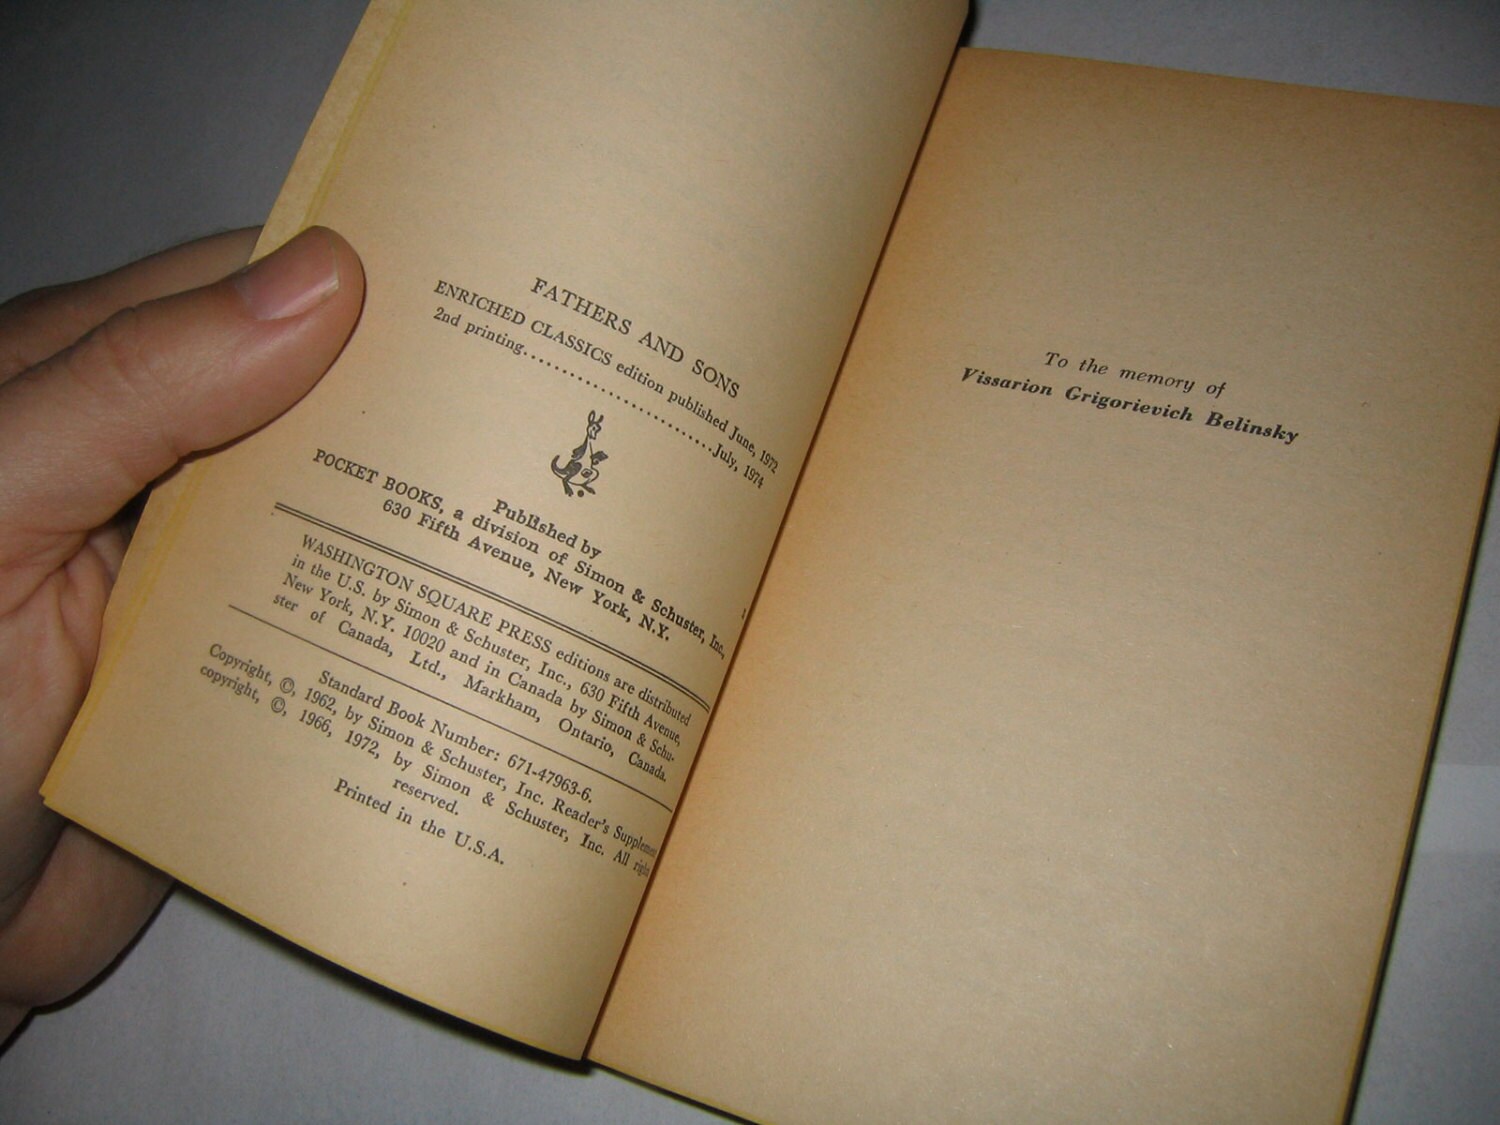 FATHERS AND SONS
ENRICHED CLASSICS edition published June, 1972
2nd printing........................July, 1974
Published by
POCKET BOOKS, a division of Simon & Schuster, Inc.,
630 Fifth Avenue, New York, N.Y.
WASHINGTON SQUARE PRESS editions are distributed
in the U.S. by Simon & Schuster, Inc., 630 Fifth Avenue,
New York, N.Y. 10020 and in Canada by Simon & Schu-
ster of Canada, Ltd., Markham, Ontario, Canada.
Standard Book Number: 671-47963-6.
Copyright, ©, 1962, by Simon & Schuster, Inc. Reader's Supplement
copyright, ©, 1966, 1972, by Simon & Schuster, Inc. All
reserved.
Printed in the U.S.A.
To the memory of
Vissarion Grigorievich Belinsky